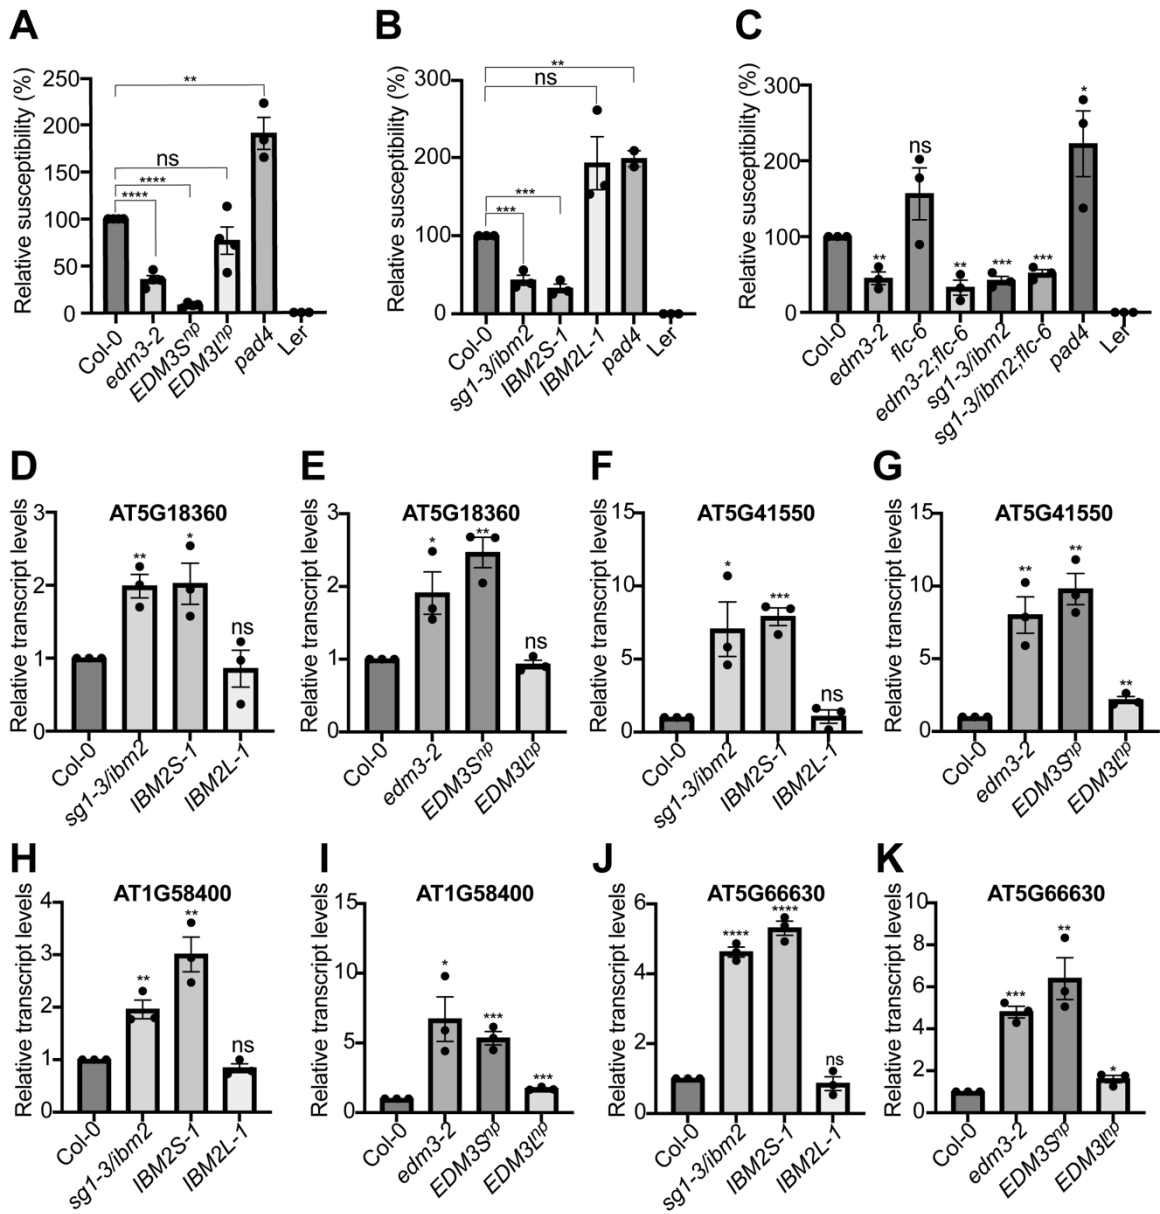 A
Relative susceptibility (%)
250
200
150
100
50
0
**
ns
****
****
Col-0
edm3-2
EDM3Snp
EDM3Lnp
pad4
Ler
B
Relative susceptibility (%)
300
200
100
0
**
ns
***
***
Col-0
sg1-3/ibm2
IBM2S-1
IBM2L-1
pad4
Ler
C
Relative susceptibility (%)
300
200
100
0
**
ns
**
***
***
*
Col-0
edm3-2
flc-6
edm3-2;flc-6
sg1-3/ibm2
sg1-3/ibm2;flc-6
pad4
Ler
D
AT5G18360
Relative transcript levels
3
2
1
0
**
*
ns
Col-0
sg1-3/ibm2
IBM2S-1
IBM2L-1
E
AT5G18360
Relative transcript levels
3
2
1
0
*
**
ns
Col-0
edm3-2
EDM3Snp
EDM3Lnp
F
AT5G41550
Relative transcript levels
15
10
5
0
*
***
ns
Col-0
sg1-3/ibm2
IBM2S-1
IBM2L-1
G
AT5G41550
Relative transcript levels
15
10
5
0
**
**
**
Col-0
edm3-2
EDM3Snp
EDM3Lnp
H
AT1G58400
Relative transcript levels
4
3
2
1
0
**
**
ns
Col-0
sg1-3/ibm2
IBM2S-1
IBM2L-1
I
AT1G58400
Relative transcript levels
15
10
5
0
*
***
***
Col-0
edm3-2
EDM3Snp
EDM3Lnp
J
AT5G66630
Relative transcript levels
6
4
2
0
****
****
ns
Col-0
sg1-3/ibm2
IBM2S-1
IBM2L-1
K
AT5G66630
Relative transcript levels
10
8
6
4
2
0
***
**
*
Col-0
edm3-2
EDM3Snp
EDM3Lnp